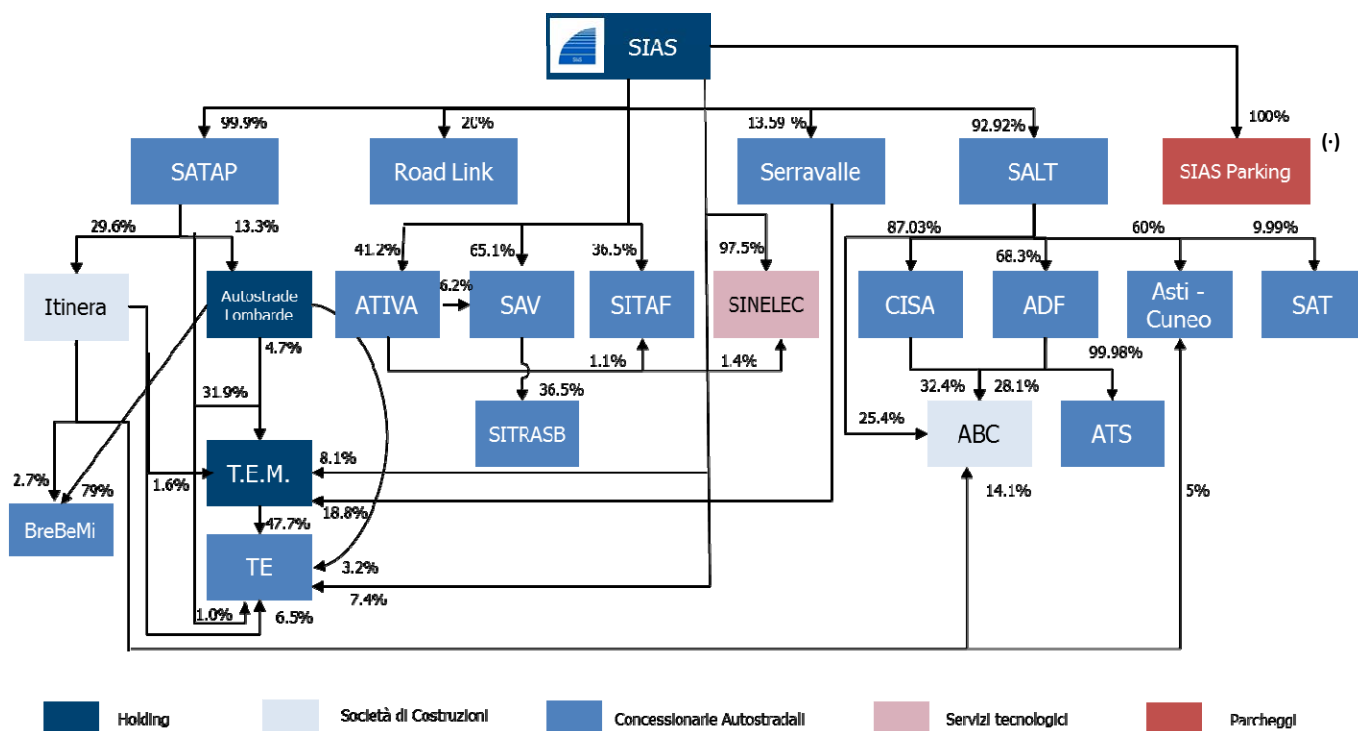 SIAS
99.9%
20%
13.59 %
92.92%
100%
(·)
SATAP
Road Link
Serravalle
SALT
SIAS Parking
29.6%
13.3%
41.2%
65.1%
36.5%
97.5%
87.03%
68.3%
60%
9.99%
Itinera
Autostrade
Lombarde
ATIVA
6.2%
SAV
SITAF
SINELEC
CISA
ADF
Asti -
Cuneo
SAT
4.7%
1.1%
1.4%
99.98%
31.9%
36.5%
32.4%
28.1%
SITRASB
25.4%
ABC
ATS
T.E.M.
8.1%
2.7%
79%
1.6%
18.8%
14.1%
5%
BreBeMi
47.7%
TE
3.2%
7.4%
1.0%
6.5%
Holding
Società di Costruzioni
Concessionarie Autostradali
Servizi tecnologici
Parcheggi